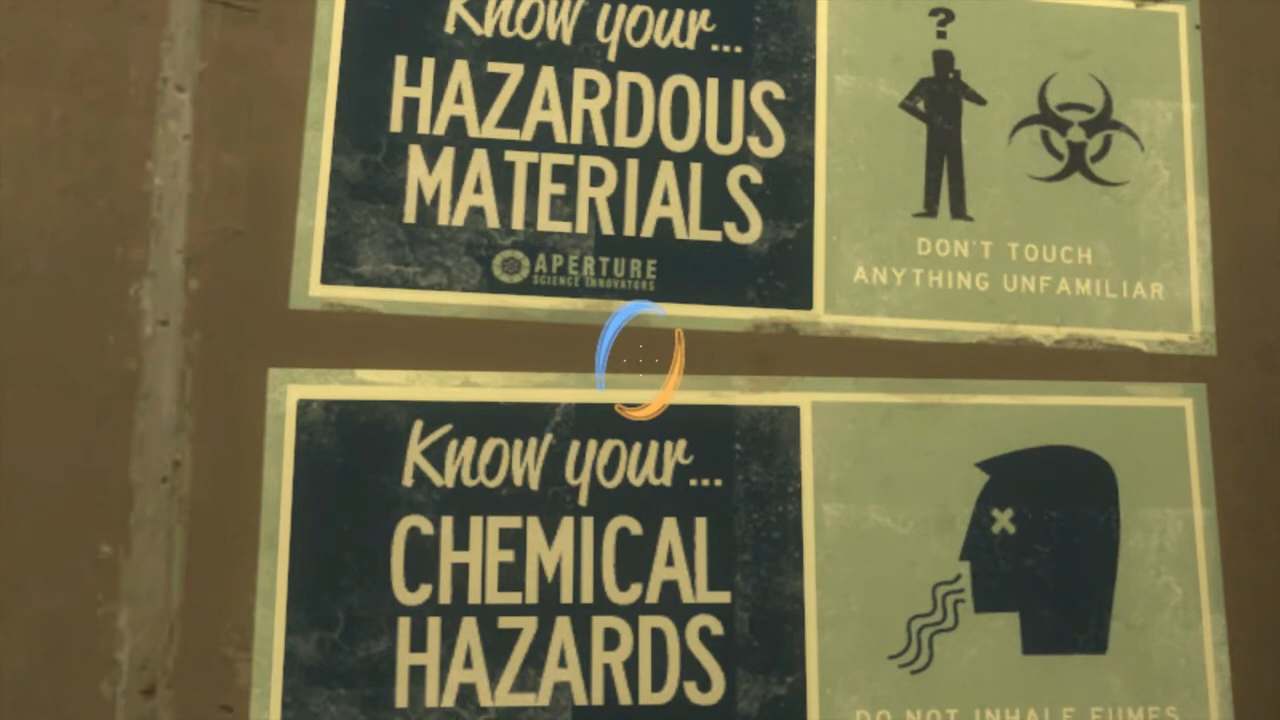 Know your...
HAZARDOUS
MATERIALS
APERTURE
SCIENCE INNOVATORS
?
DON'T TOUCH
ANYTHING UNFAMILIAR
Know your...
CHEMICAL
HAZARDS
DO NOT INHALE FUMES